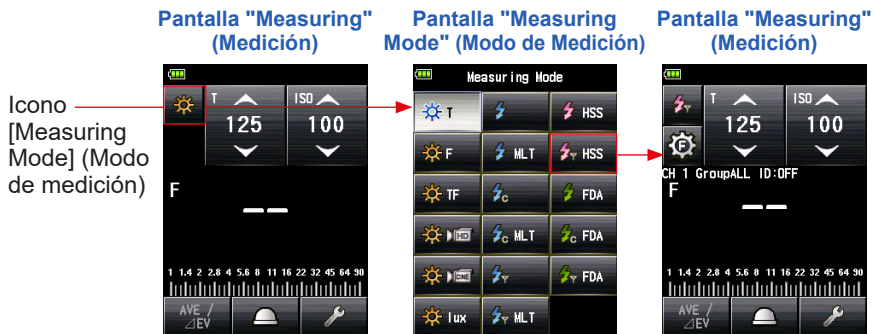 Pantalla "Measuring" (Medición)
Pantalla "Measuring Mode" (Modo de Medición)
Pantalla "Measuring" (Medición)
Icono [Measuring Mode] (Modo de medición)
T
125
ISO
100
F
1 1.4 2 2.8 4 5.6 8 11 16 22 32 45 64 90
AVE / ⊿EV
Measuring Mode
T
HSS
F
MLT
HSS
TF
C
FDA
HD
C MLT
C FDA
CINE
FDA
lux
MLT
T
125
ISO
100
F
CH 1 GroupALL ID:OFF
F
1 1.4 2 2.8 4 5.6 8 11 16 22 32 45 64 90
AVE / ⊿EV